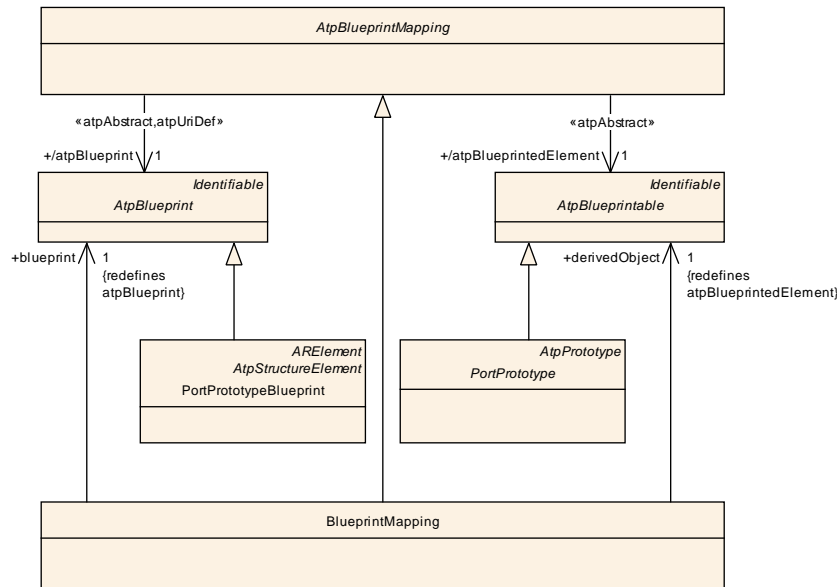 AtpBlueprintMapping
«atpAbstract,atpUriDef»
«atpAbstract»
+/atpBlueprint 1
+/atpBlueprintedElement 1
Identifiable
AtpBlueprint
Identifiable
AtpBlueprintable
+blueprint 1
{redefines
atpBlueprint}
+derivedObject 1
{redefines
atpBlueprintedElement}
ARElement
AtpStructureElement
PortPrototypeBlueprint
AtpPrototype
PortPrototype
BlueprintMapping